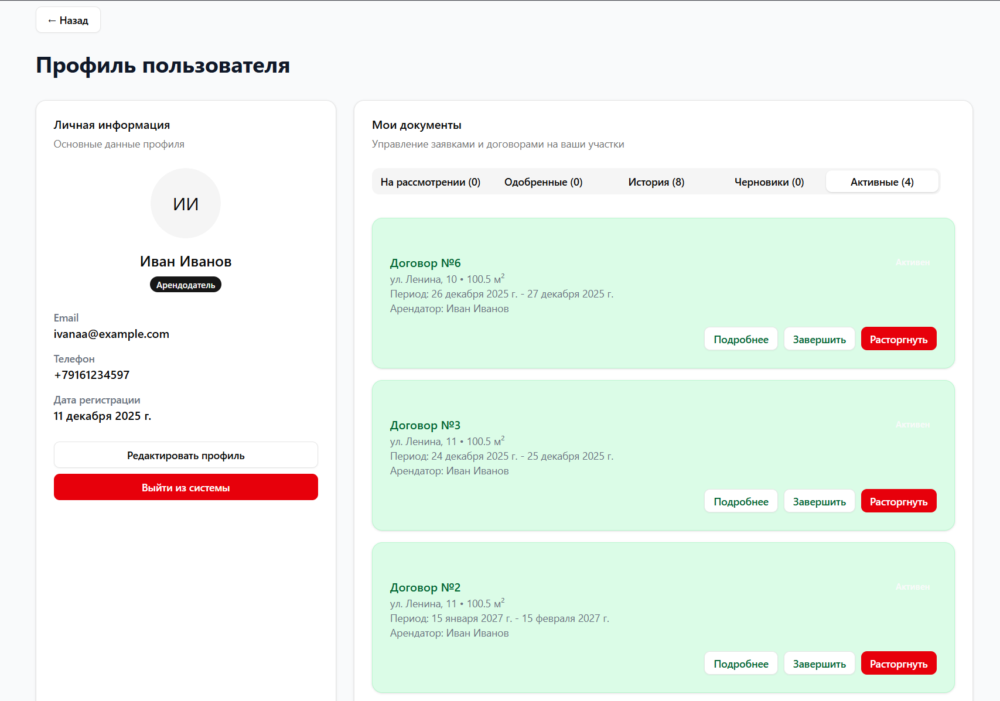 ← Назад
Профиль пользователя
Личная информация
Основные данные профиля
ИИ
Иван Иванов
Арендодатель
Email
ivanaa@example.com
Телефон
+79161234597
Дата регистрации
11 декабря 2025 г.
Редактировать профиль
Выйти из системы
Мои документы
Управление заявками и договорами на ваши участки
На рассмотрении (0) Одобренные (0) История (8) Черновики (0) Активные (4)
Договор №6 Активен
ул. Ленина, 10 • 100.5 м²
Период: 26 декабря 2025 г. - 27 декабря 2025 г.
Арендатор: Иван Иванов
Подробнее Завершить Расторгнуть
Договор №3 Активен
ул. Ленина, 11 • 100.5 м²
Период: 24 декабря 2025 г. - 25 декабря 2025 г.
Арендатор: Иван Иванов
Подробнее Завершить Расторгнуть
Договор №2 Активен
ул. Ленина, 11 • 100.5 м²
Период: 15 января 2027 г. - 15 февраля 2027 г.
Арендатор: Иван Иванов
Подробнее Завершить Расторгнуть